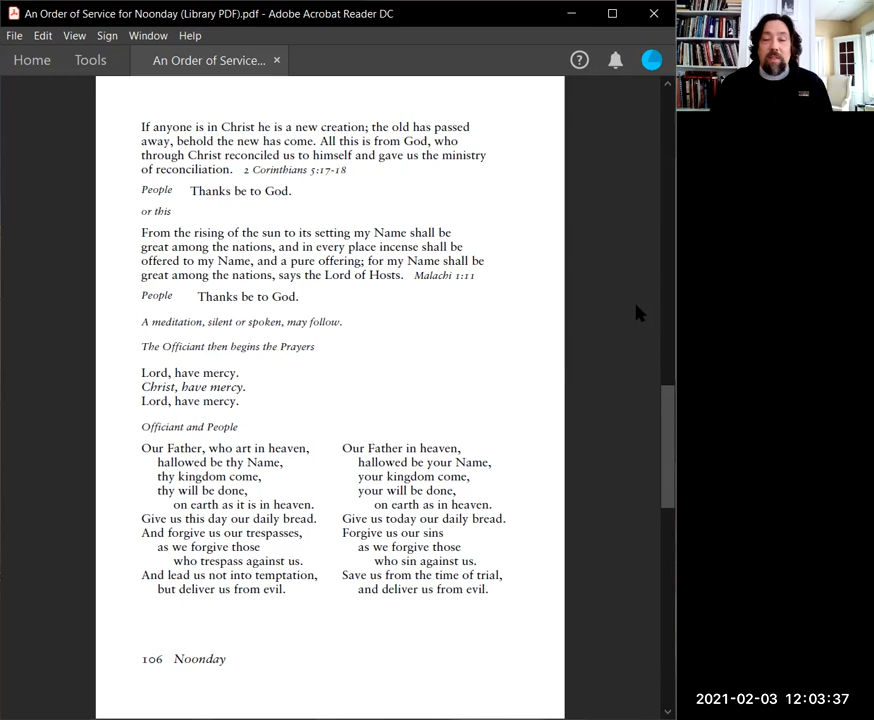 An Order of Service for Noonday (Library PDF).pdf - Adobe Acrobat Reader DC
File Edit View Sign Window Help
Home Tools An Order of Service... ×
If anyone is in Christ he is a new creation; the old has passed
away, behold the new has come. All this is from God, who
through Christ reconciled us to himself and gave us the ministry
of reconciliation. 2 Corinthians 5:17-18
People Thanks be to God.
or this
From the rising of the sun to its setting my Name shall be
great among the nations, and in every place incense shall be
offered to my Name, and a pure offering; for my Name shall be
great among the nations, says the Lord of Hosts. Malachi 1:11
People Thanks be to God.
A meditation, silent or spoken, may follow.
The Officiant then begins the Prayers
Lord, have mercy.
Christ, have mercy.
Lord, have mercy.
Officiant and People
Our Father, who art in heaven,
hallowed be thy Name,
thy kingdom come,
thy will be done,
on earth as it is in heaven.
Give us this day our daily bread.
And forgive us our trespasses,
as we forgive those
who trespass against us.
And lead us not into temptation,
but deliver us from evil.
Our Father in heaven,
hallowed be your Name,
your kingdom come,
your will be done,
on earth as in heaven.
Give us today our daily bread.
Forgive us our sins
as we forgive those
who sin against us.
Save us from the time of trial,
and deliver us from evil.
106 Noonday
2021-02-03 12:03:37